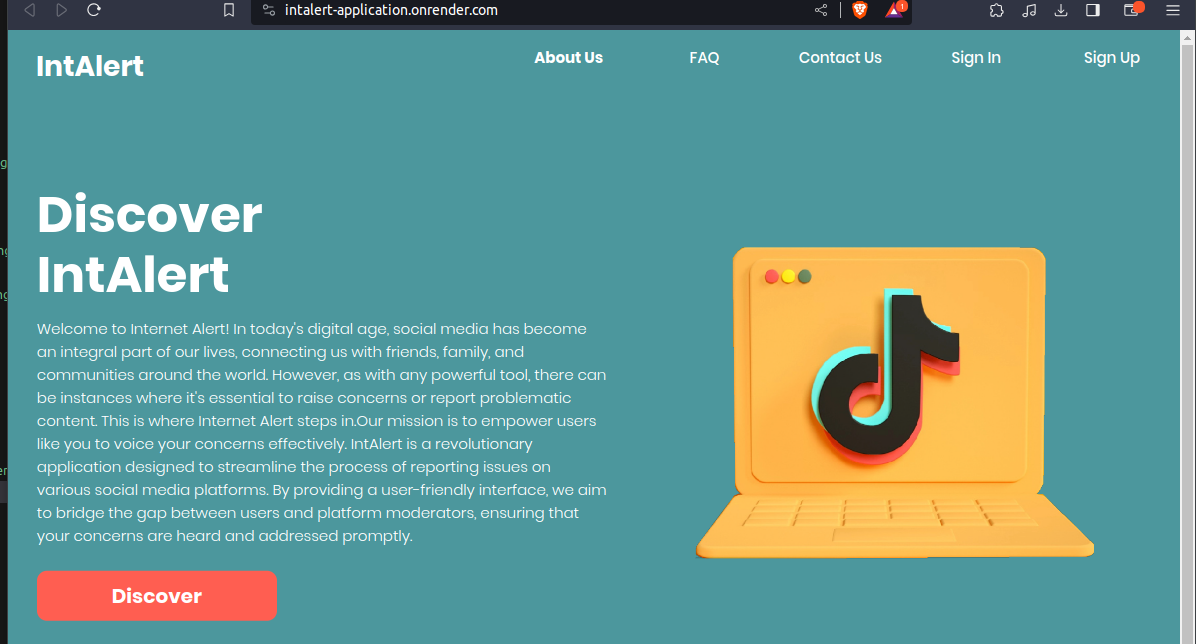 intalert-application.onrender.com
1
IntAlert
About Us FAQ Contact Us Sign In Sign Up
Discover
IntAlert
Welcome to Internet Alert! In today's digital age, social media has become
an integral part of our lives, connecting us with friends, family, and
communities around the world. However, as with any powerful tool, there can
be instances where it's essential to raise concerns or report problematic
content. This is where Internet Alert steps in.Our mission is to empower users
like you to voice your concerns effectively. IntAlert is a revolutionary
application designed to streamline the process of reporting issues on
various social media platforms. By providing a user-friendly interface, we aim
to bridge the gap between users and platform moderators, ensuring that
your concerns are heard and addressed promptly.
Discover